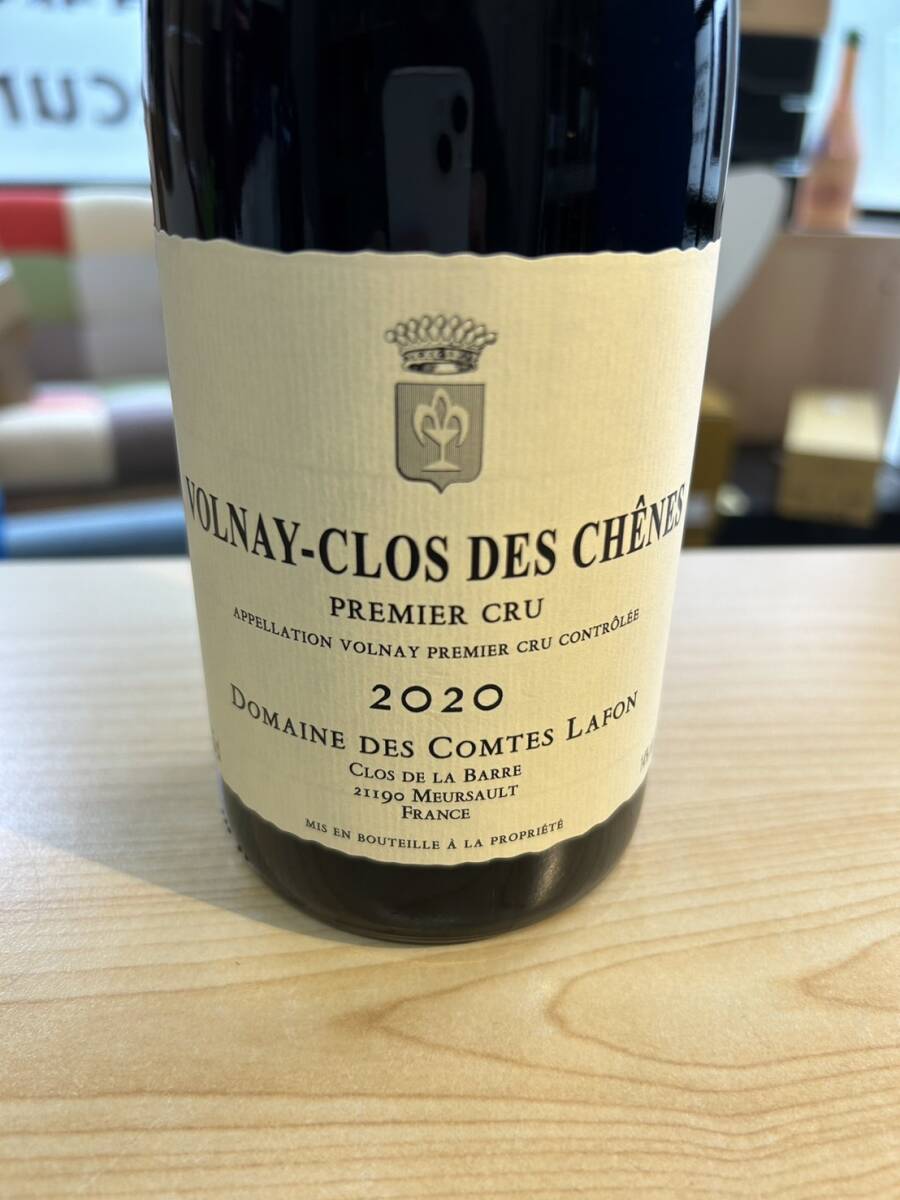 VOLNAY-CLOS DES CHÊNES
PREMIER CRU
APPELLATION VOLNAY PREMIER CRU CONTRÔLÉE
2020
DOMAINE DES COMTES LAFON
CLOS DE LA BARRE
21190 MEURSAULT
FRANCE
MIS EN BOUTEILLE À LA PROPRIÉTÉ